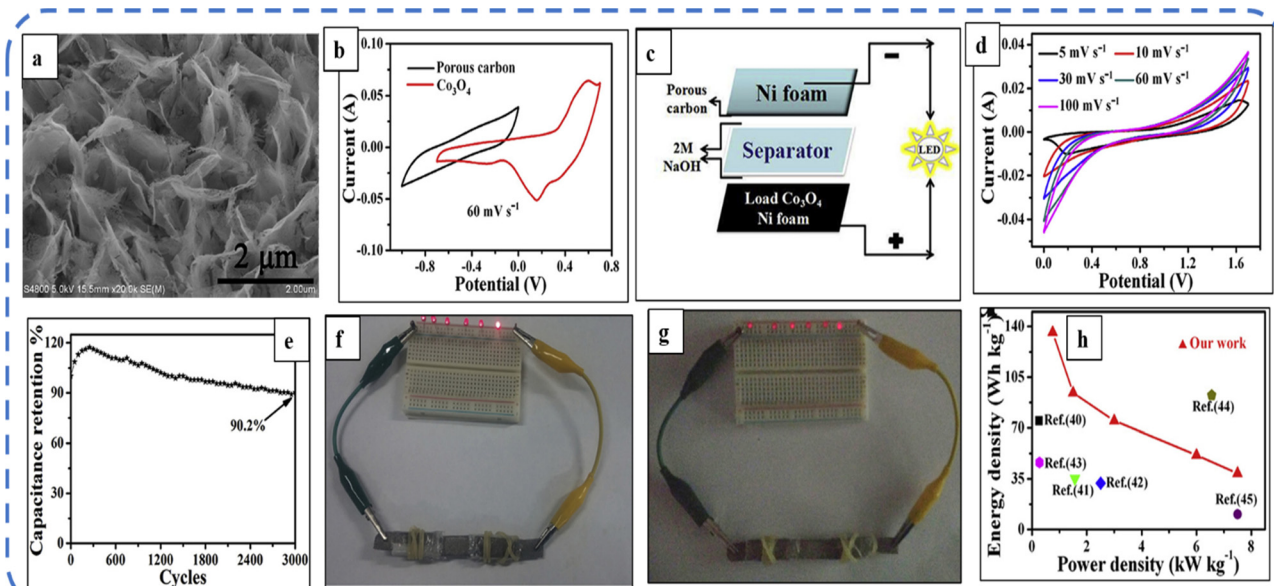 a
2 μm
S4800 5.0kV 15.5mm x20.0k SE(M)
2.00um
b
Porous carbon
Co₃O₄
60 mV s⁻¹
0.10
0.05
0.00
-0.05
-0.10
Current (A)
-0.8 -0.4 0.0 0.4 0.8
Potential (V)
c
Porous
carbon
Ni foam
2M
NaOH
Separator
Load Co₃O₄
Ni foam
LED
-
+
d
5 mV s⁻¹ 10 mV s⁻¹
30 mV s⁻¹ 60 mV s⁻¹
100 mV s⁻¹
0.04
0.02
0.00
-0.02
-0.04
Current (A)
0.0 0.4 0.8 1.2 1.6
Potential (V)
e
120
90
60
30
0
Capacitance retention %
90.2%
0 600 1200 1800 2400 3000
Cycles
f
g
h
Our work
140
105
70
35
0
Energy density (Wh kg⁻¹)
Ref.(44)
Ref.(40)
Ref.(43)
Ref.(41)
Ref.(42)
Ref.(45)
0 2 4 6 8
Power density (kW kg⁻¹)